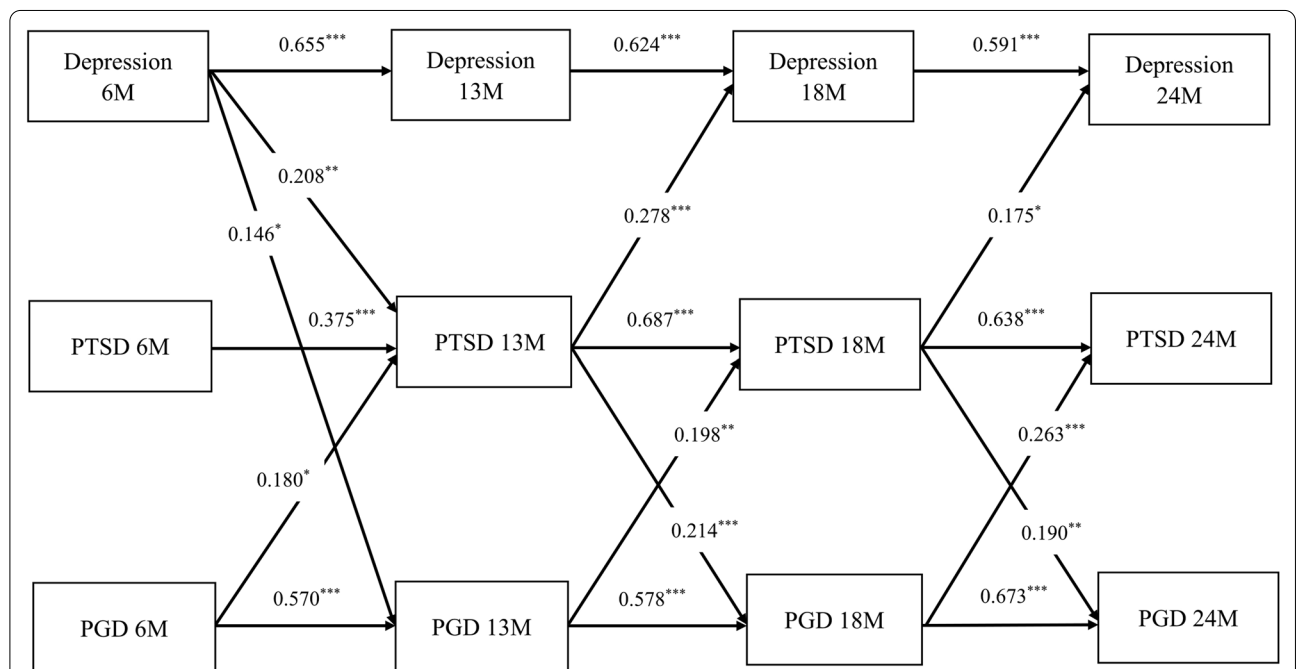 0.655***
0.624***
0.591***
Depression
6M
Depression
13M
Depression
18M
Depression
24M
0.208**
0.146*
0.278***
0.175*
0.375***
0.687***
0.638***
PTSD 6M
PTSD 13M
PTSD 18M
PTSD 24M
0.180*
0.198**
0.263***
0.214***
0.190**
0.570***
0.578***
0.673***
PGD 6M
PGD 13M
PGD 18M
PGD 24M